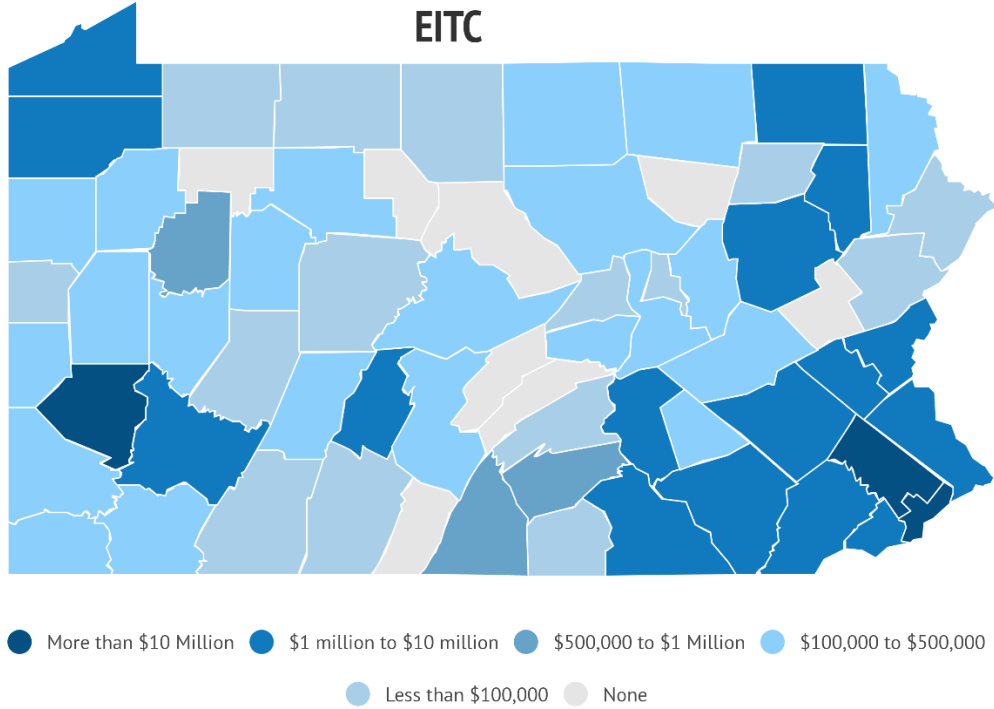 EITC
More than $10 Million $1 million to $10 million $500,000 to $1 Million $100,000 to $500,000
Less than $100,000 None